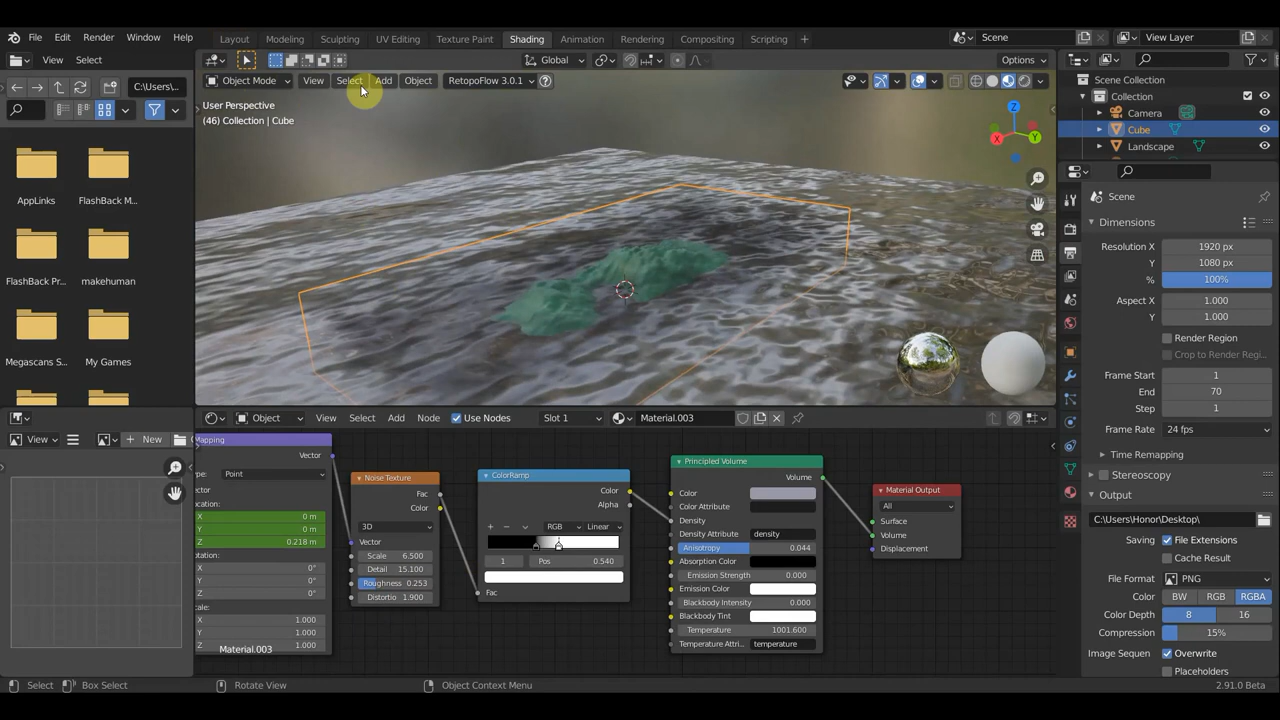 File Edit Render Window Help Layout Modeling Sculpting UV Editing Texture Paint Shading Animation Rendering Compositing Scripting Scene View Layer
View Select Global Options
C:\Users\... Object Mode View Select Add Object RetopoFlow 3.0.1
User Perspective
(46) Collection | Cube
Z
X
Y
AppLinks
FlashBack M...
FlashBack Pr...
makehuman
Megascans S...
My Games
Scene Collection
Collection
Camera
Cube
Landscape
Scene
Dimensions
Resolution X 1920 px
Y 1080 px
% 100%
Aspect X 1.000
Y 1.000
Render Region
Crop to Render Regi...
Frame Start 1
End 70
Step 1
Frame Rate 24 fps
Time Remapping
Stereoscopy
Output
C:\Users\Honor\Desktop\
Saving File Extensions
Cache Result
File Format PNG
Color BW RGB RGBA
Color Depth 8 16
Compression 15%
Image Sequen Overwrite
Placeholders
View New
Object View Select Add Node Use Nodes Slot 1 Material.003
Mapping
Vector
ype: Point
ector
ocation:
X 0 m
Y 0 m
Z 0.218 m
otation:
X 0°
Y 0°
Z 0°
cale:
X 1.000
Y 1.000
Z 1.000
Material.003
Noise Texture
Fac
Color
3D
Vector
Scale 6.500
Detail 15.100
Roughness 0.253
Distortio 1.900
ColorRamp
Color
Alpha
RGB Linear
1 Pos 0.540
Fac
Principled Volume
Volume
Color
Color Attribute
Density
Density Attribute density
Anisotropy 0.044
Absorption Color
Emission Strength 0.000
Emission Color
Blackbody Intensity 0.000
Blackbody Tint
Temperature 1001.600
Temperature Attri... temperature
Material Output
All
Surface
Volume
Displacement
Select Box Select Rotate View Object Context Menu 2.91.0 Beta